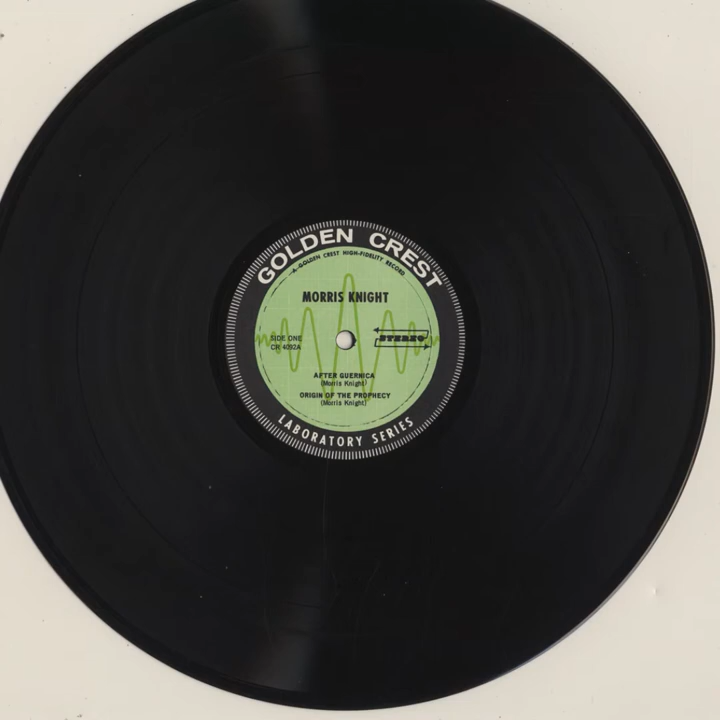 GOLDEN CREST
A GOLDEN CREST HIGH-FIDELITY RECORD
MORRIS KNIGHT
SIDE ONE
CR 4092A
STEREO
AFTER GUERNICA
(Morris Knight)
ORIGIN OF THE PROPHECY
(Morris Knight)
LABORATORY SERIES